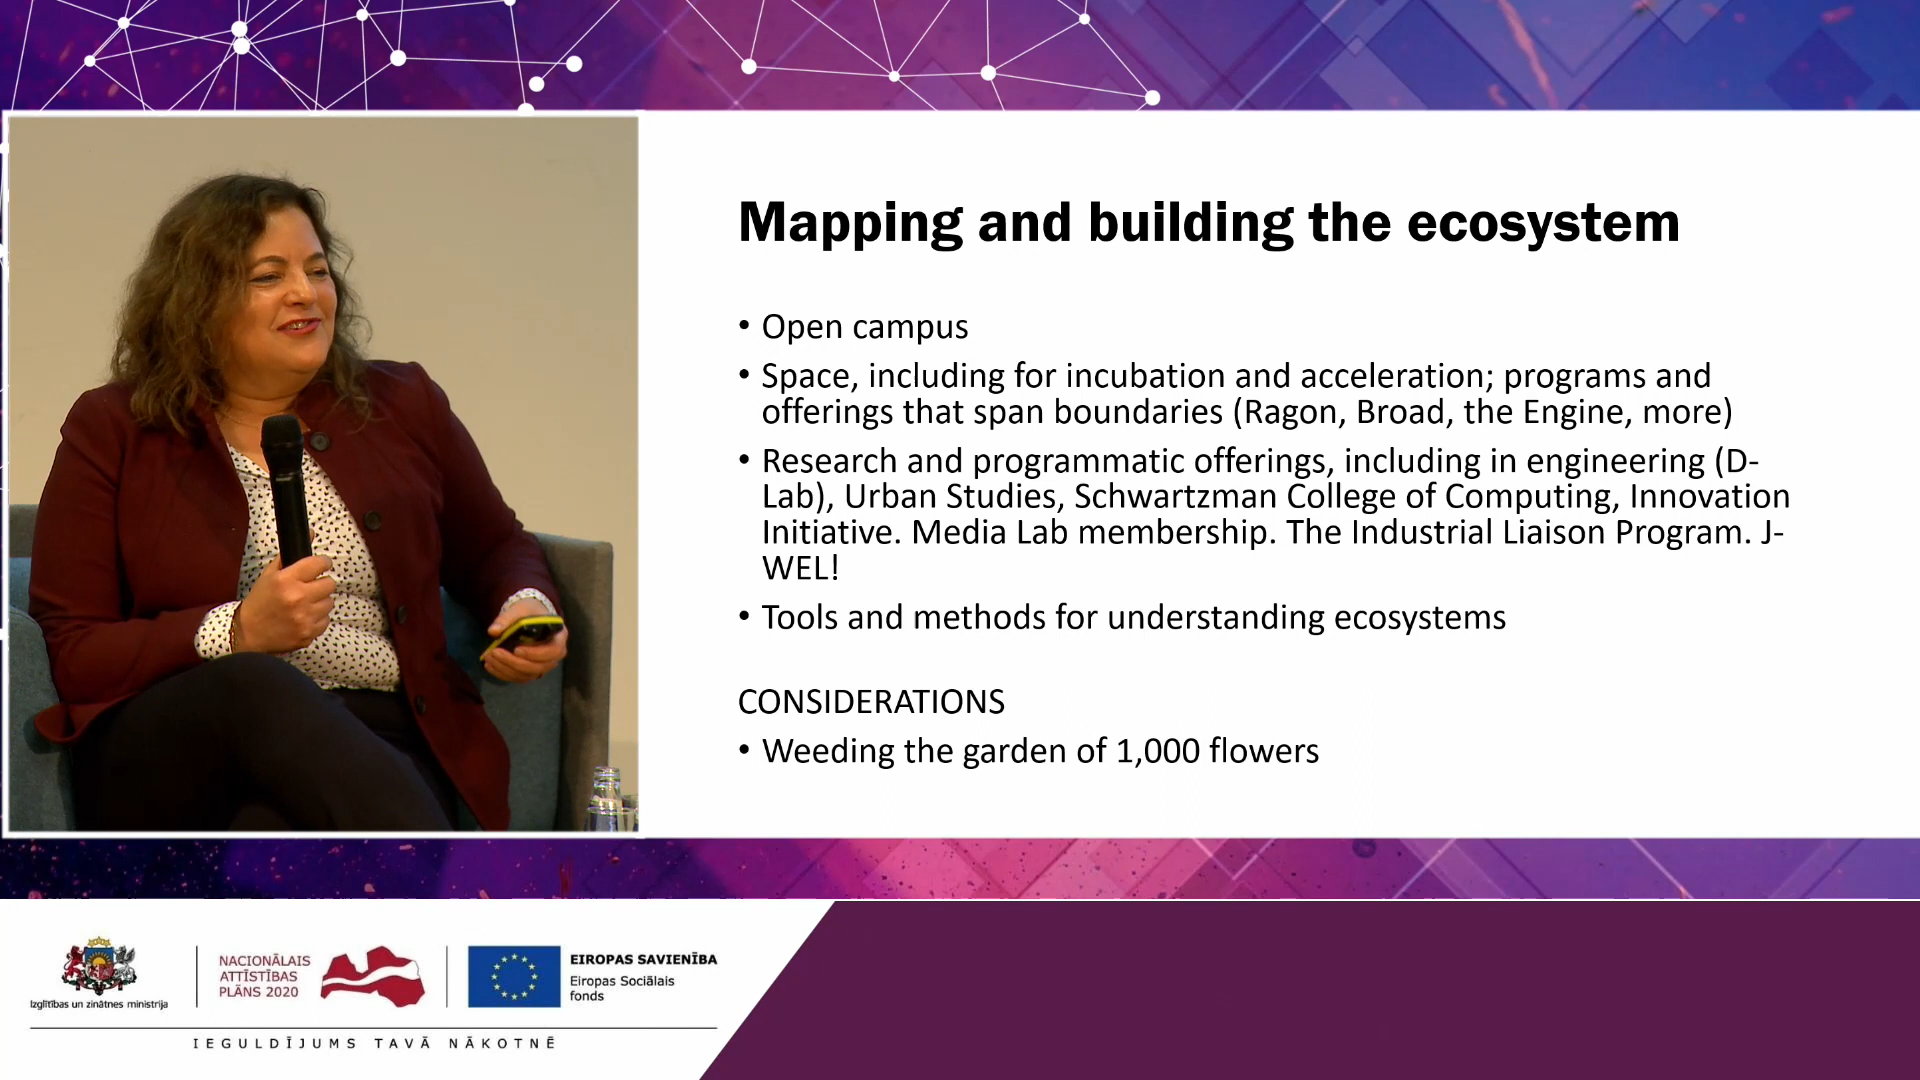 Mapping and building the ecosystem
• Open campus
• Space, including for incubation and acceleration; programs and
offerings that span boundaries (Ragon, Broad, the Engine, more)
• Research and programmatic offerings, including in engineering (D-
Lab), Urban Studies, Schwartzman College of Computing, Innovation
Initiative. Media Lab membership. The Industrial Liaison Program. J-
WEL!
• Tools and methods for understanding ecosystems
CONSIDERATIONS
• Weeding the garden of 1,000 flowers
Izglītības un zinātnes ministrija
NACIONĀLAIS
ATTĪSTĪBAS
PLĀNS 2020
EIROPAS SAVIENĪBA
Eiropas Sociālais
fonds
IEGULDĪJUMS TAVĀ NĀKOTNĒ